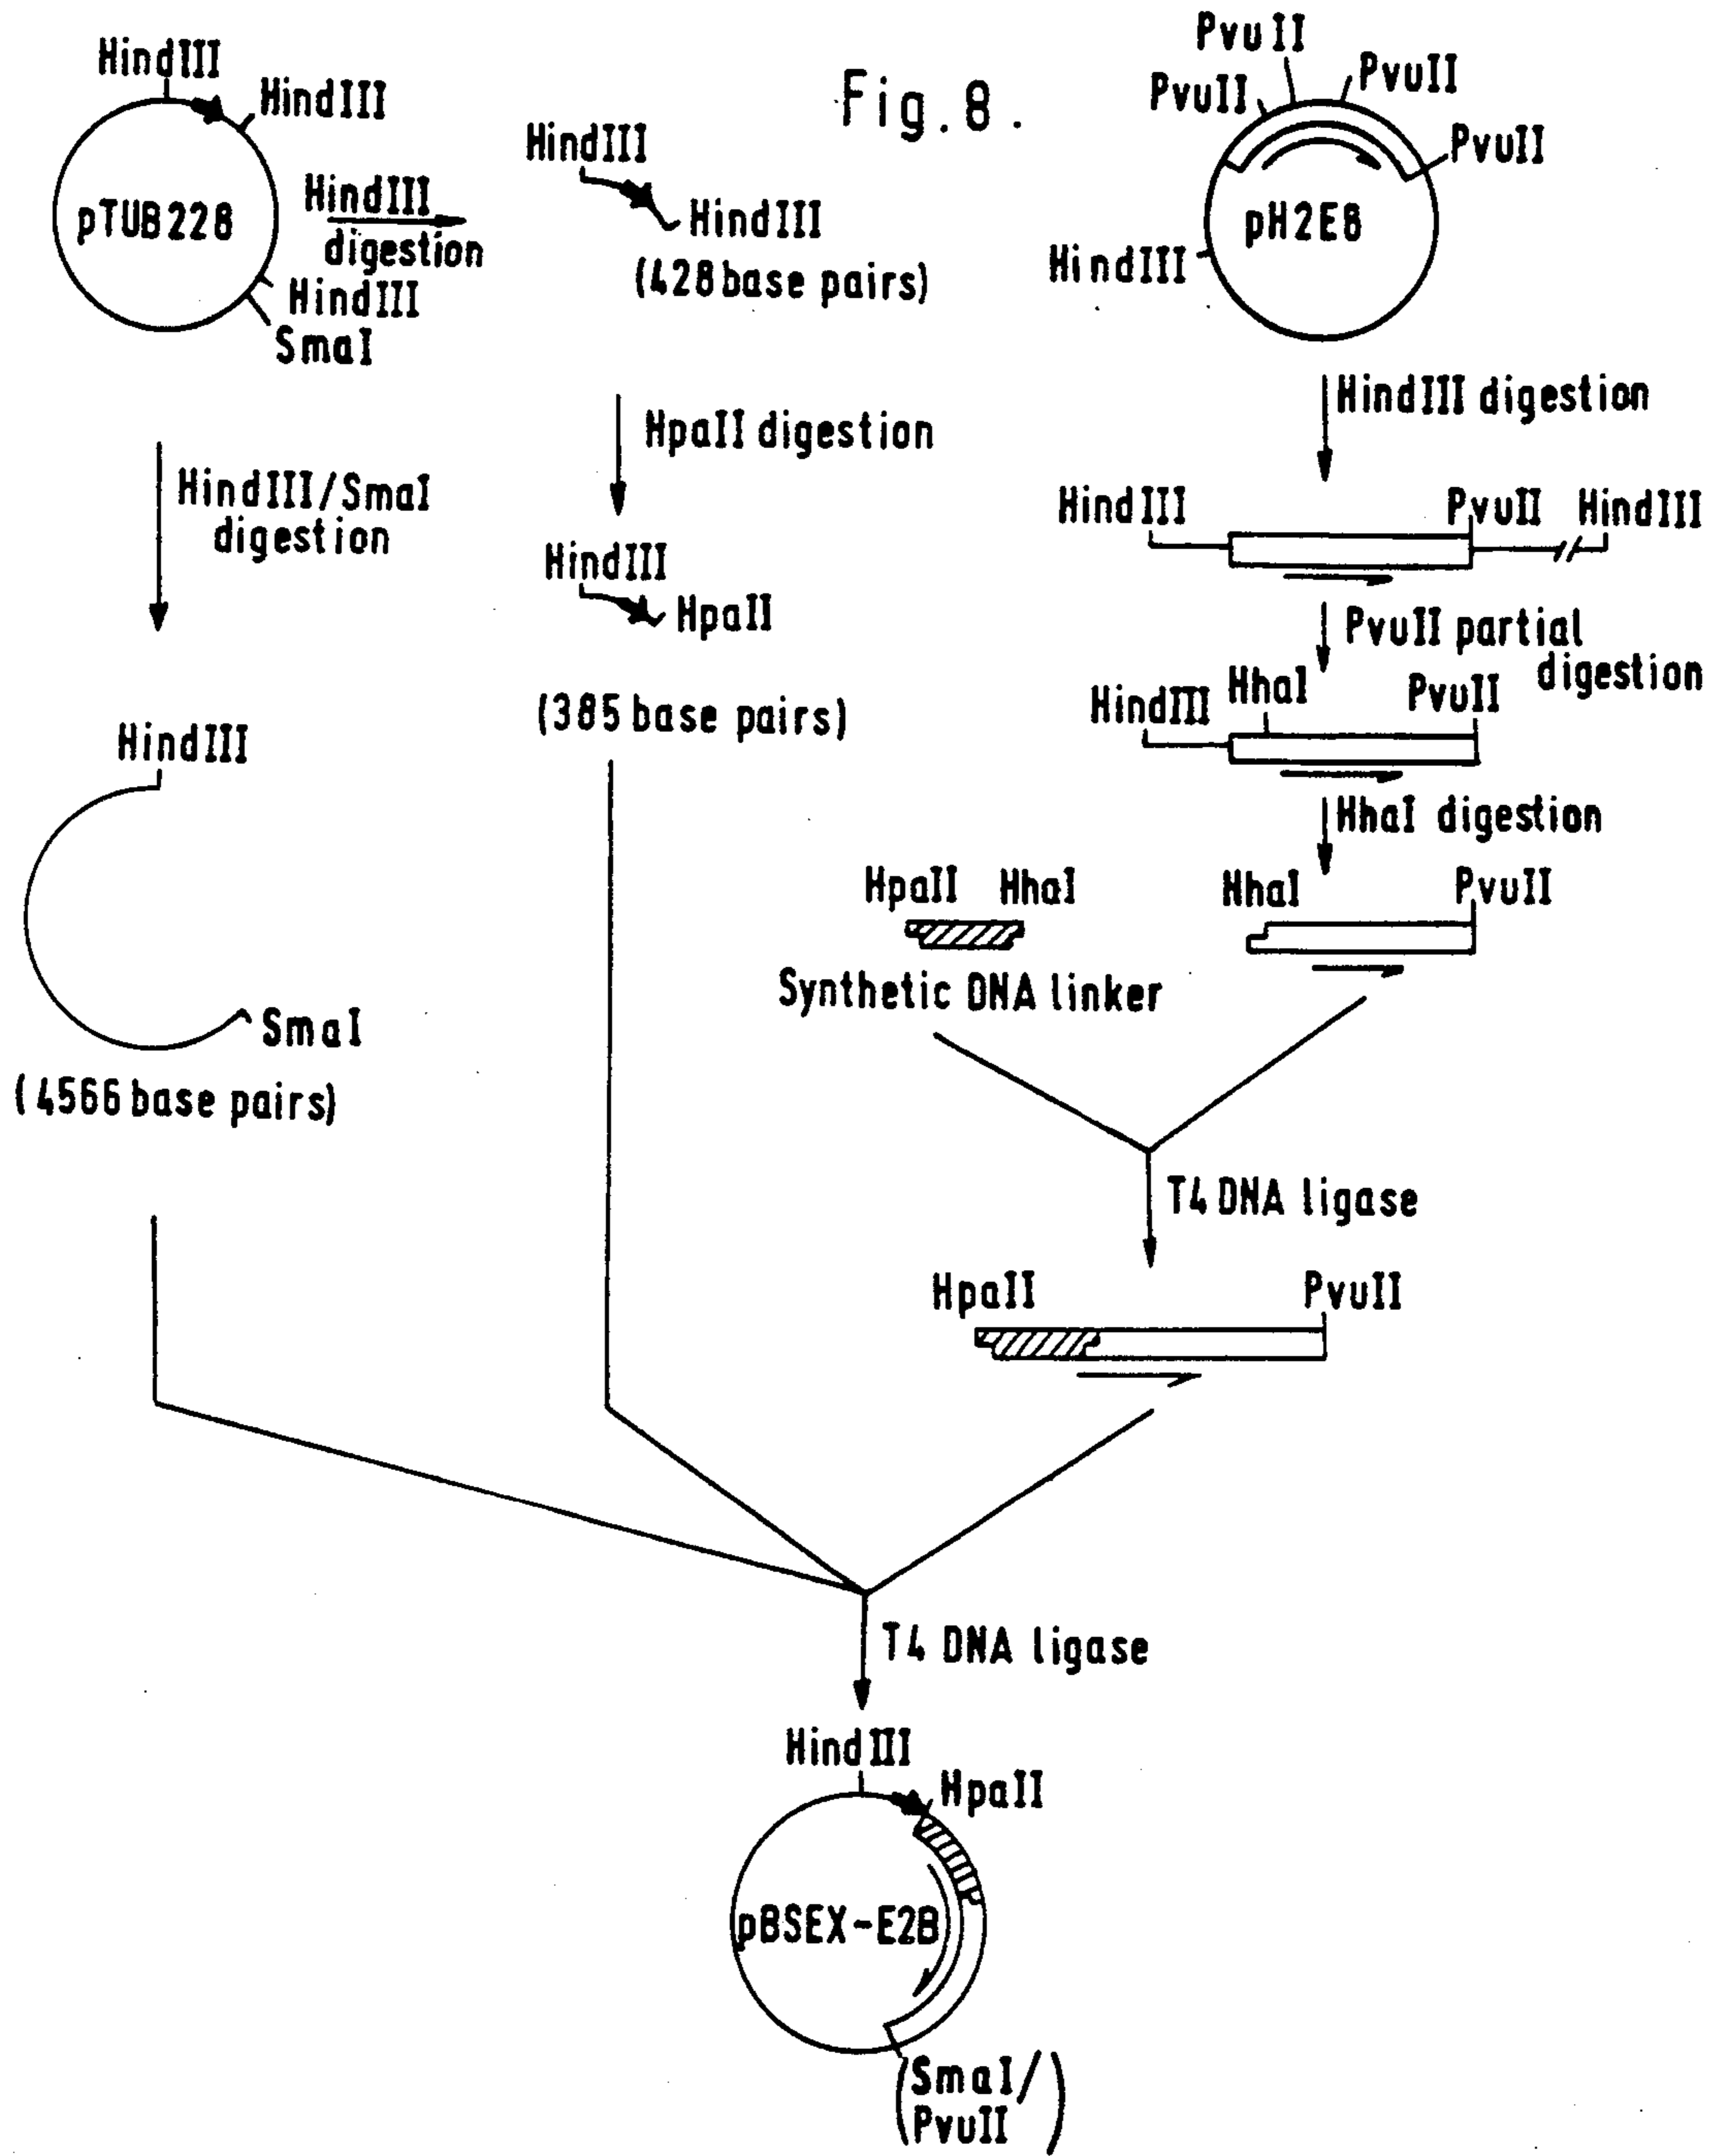 Fig. 8.
HindIII
HindIII
pTUB228
HindIII
SmaI
HindIII
digestion
HindIII
HindIII
(428 base pairs)
PvuII
PvuII
PvuII
PvuII
pH2E8
HindIII
HindIII/SmaI
digestion
HpaII digestion
HindIII digestion
HindIII
PvuII
HindIII
HindIII
HpaII
(385 base pairs)
PvuII partial
digestion
HindIII
HhaI
PvuII
HindIII
SmaI
(4566 base pairs)
HhaI digestion
HpaII
HhaI
Synthetic DNA linker
HhaI
PvuII
T4 DNA ligase
HpaII
PvuII
T4 DNA ligase
HindIII
HpaII
pBSEX-E2B
(SmaI/
PvuII)